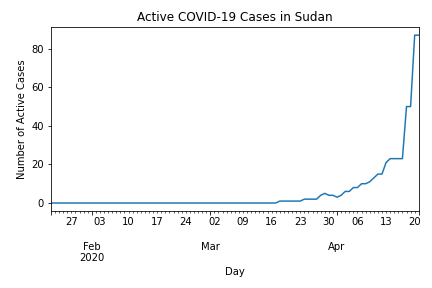 Active COVID-19 Cases in Sudan
Number of Active Cases
80
60
40
20
0
27 03 10 17 24 02 09 16 23 30 06 13 20
Feb Mar Apr
2020
Day